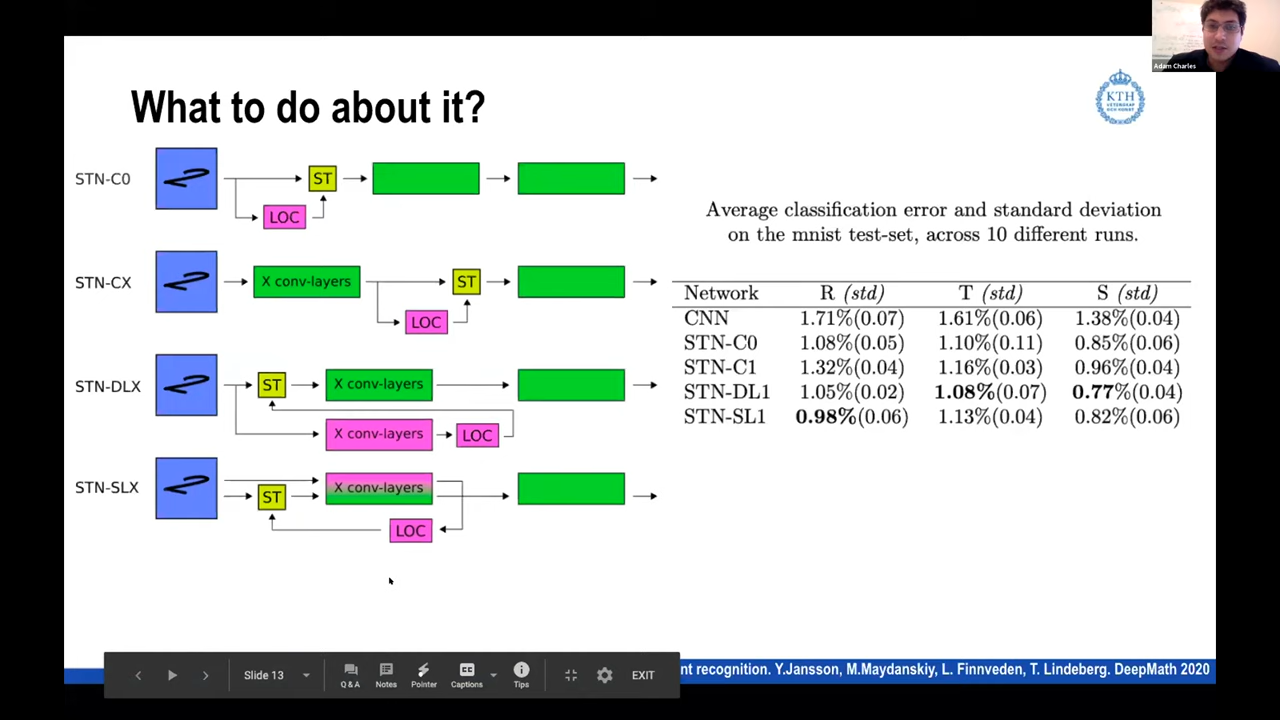 Adam Charles
What to do about it?
KTH
VETENSKAP
OCH KONST
STN-C0
ST
LOC
STN-CX
X conv-layers
ST
LOC
STN-DLX
ST
X conv-layers
X conv-layers
LOC
STN-SLX
ST
X conv-layers
LOC
Average classification error and standard deviation
on the mnist test-set, across 10 different runs.
Network R (std) T (std) S (std)
CNN 1.71%(0.07) 1.61%(0.06) 1.38%(0.04)
STN-C0 1.08%(0.05) 1.10%(0.11) 0.85%(0.06)
STN-C1 1.32%(0.04) 1.16%(0.03) 0.96%(0.04)
STN-DL1 1.05%(0.02) 1.08%(0.07) 0.77%(0.04)
STN-SL1 0.98%(0.06) 1.13%(0.04) 0.82%(0.06)
Slide 13
Q & A
Notes
Pointer
CC
Captions
Tips
EXIT
recognition. Y.Jansson, M.Maydanskiy, L. Finnveden, T. Lindeberg. DeepMath 2020